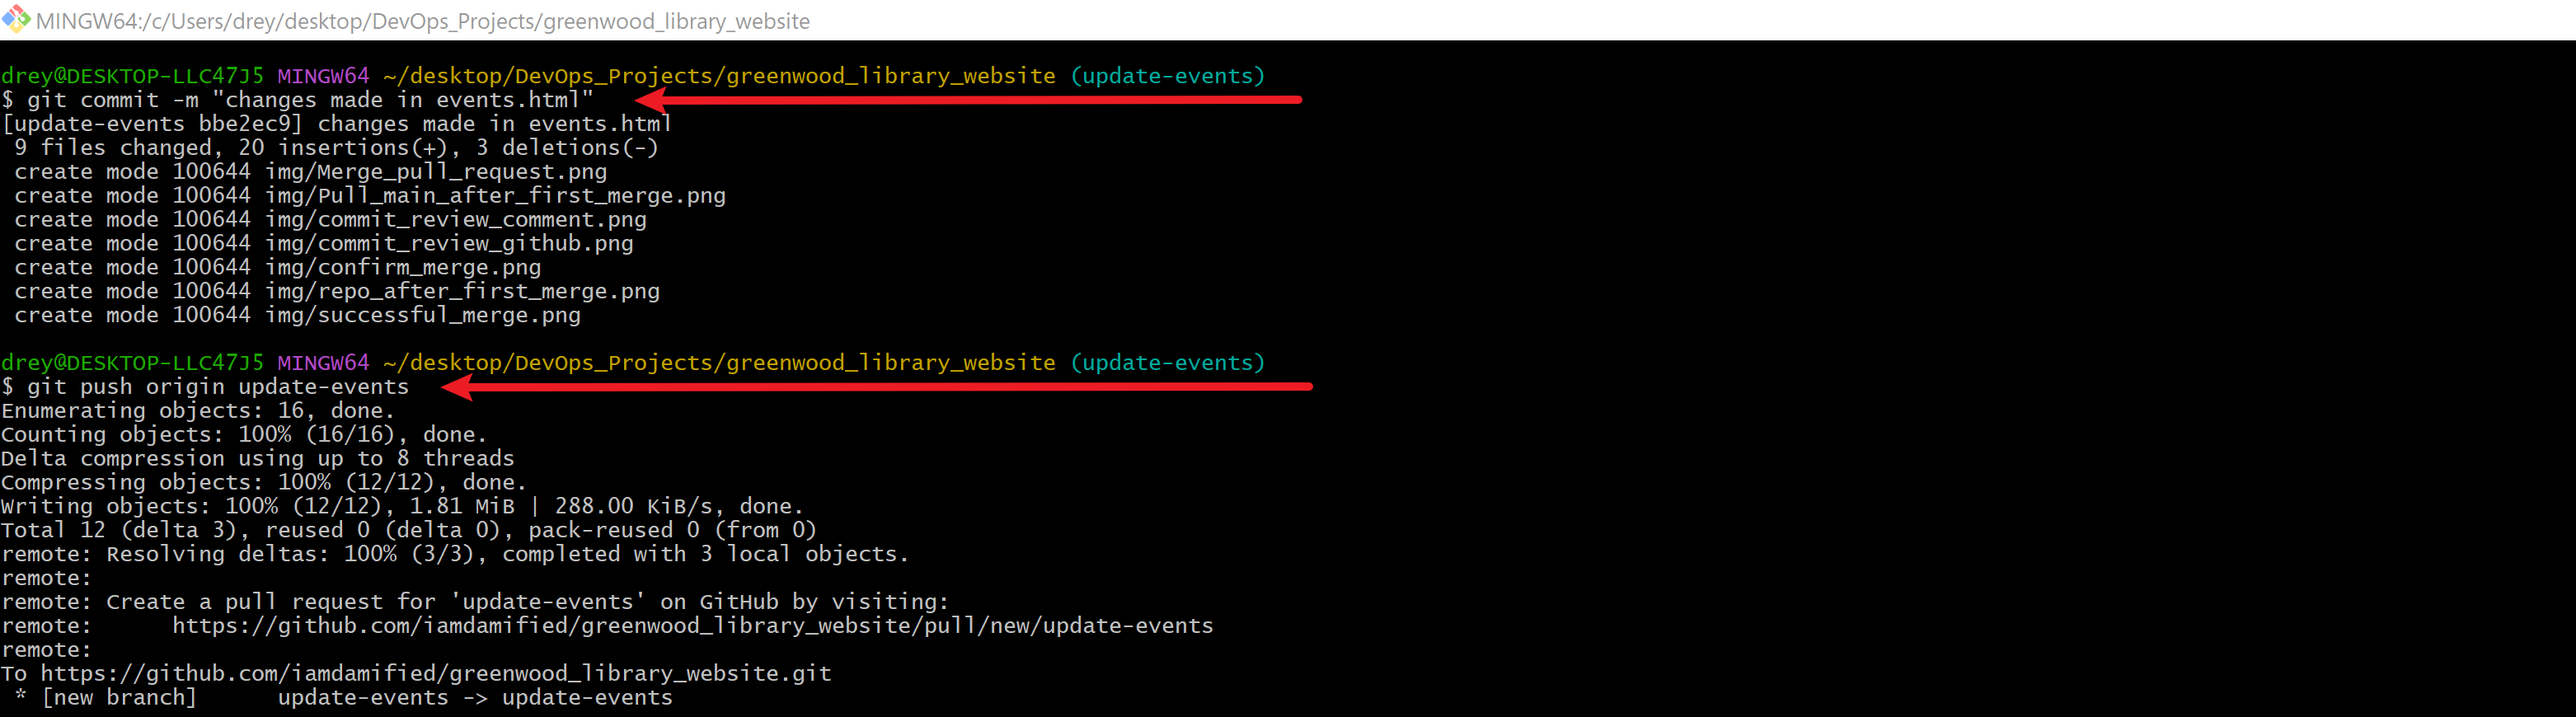 MINGW64:/c/Users/drey/desktop/DevOps_Projects/greenwood_library_website
drey@DESKTOP-LLC47J5 MINGW64 ~/desktop/DevOps_Projects/greenwood_library_website (update-events)
$ git commit -m "changes made in events.html"
[update-events bbe2ec9] changes made in events.html
 9 files changed, 20 insertions(+), 3 deletions(-)
 create mode 100644 img/Merge_pull_request.png
 create mode 100644 img/Pull_main_after_first_merge.png
 create mode 100644 img/commit_review_comment.png
 create mode 100644 img/commit_review_github.png
 create mode 100644 img/confirm_merge.png
 create mode 100644 img/repo_after_first_merge.png
 create mode 100644 img/successful_merge.png
drey@DESKTOP-LLC47J5 MINGW64 ~/desktop/DevOps_Projects/greenwood_library_website (update-events)
$ git push origin update-events
Enumerating objects: 16, done.
Counting objects: 100% (16/16), done.
Delta compression using up to 8 threads
Compressing objects: 100% (12/12), done.
Writing objects: 100% (12/12), 1.81 MiB | 288.00 KiB/s, done.
Total 12 (delta 3), reused 0 (delta 0), pack-reused 0 (from 0)
remote: Resolving deltas: 100% (3/3), completed with 3 local objects.
remote:
remote: Create a pull request for 'update-events' on GitHub by visiting:
remote:      https://github.com/iamdamified/greenwood_library_website/pull/new/update-events
remote:
To https://github.com/iamdamified/greenwood_library_website.git
 * [new branch]      update-events -> update-events